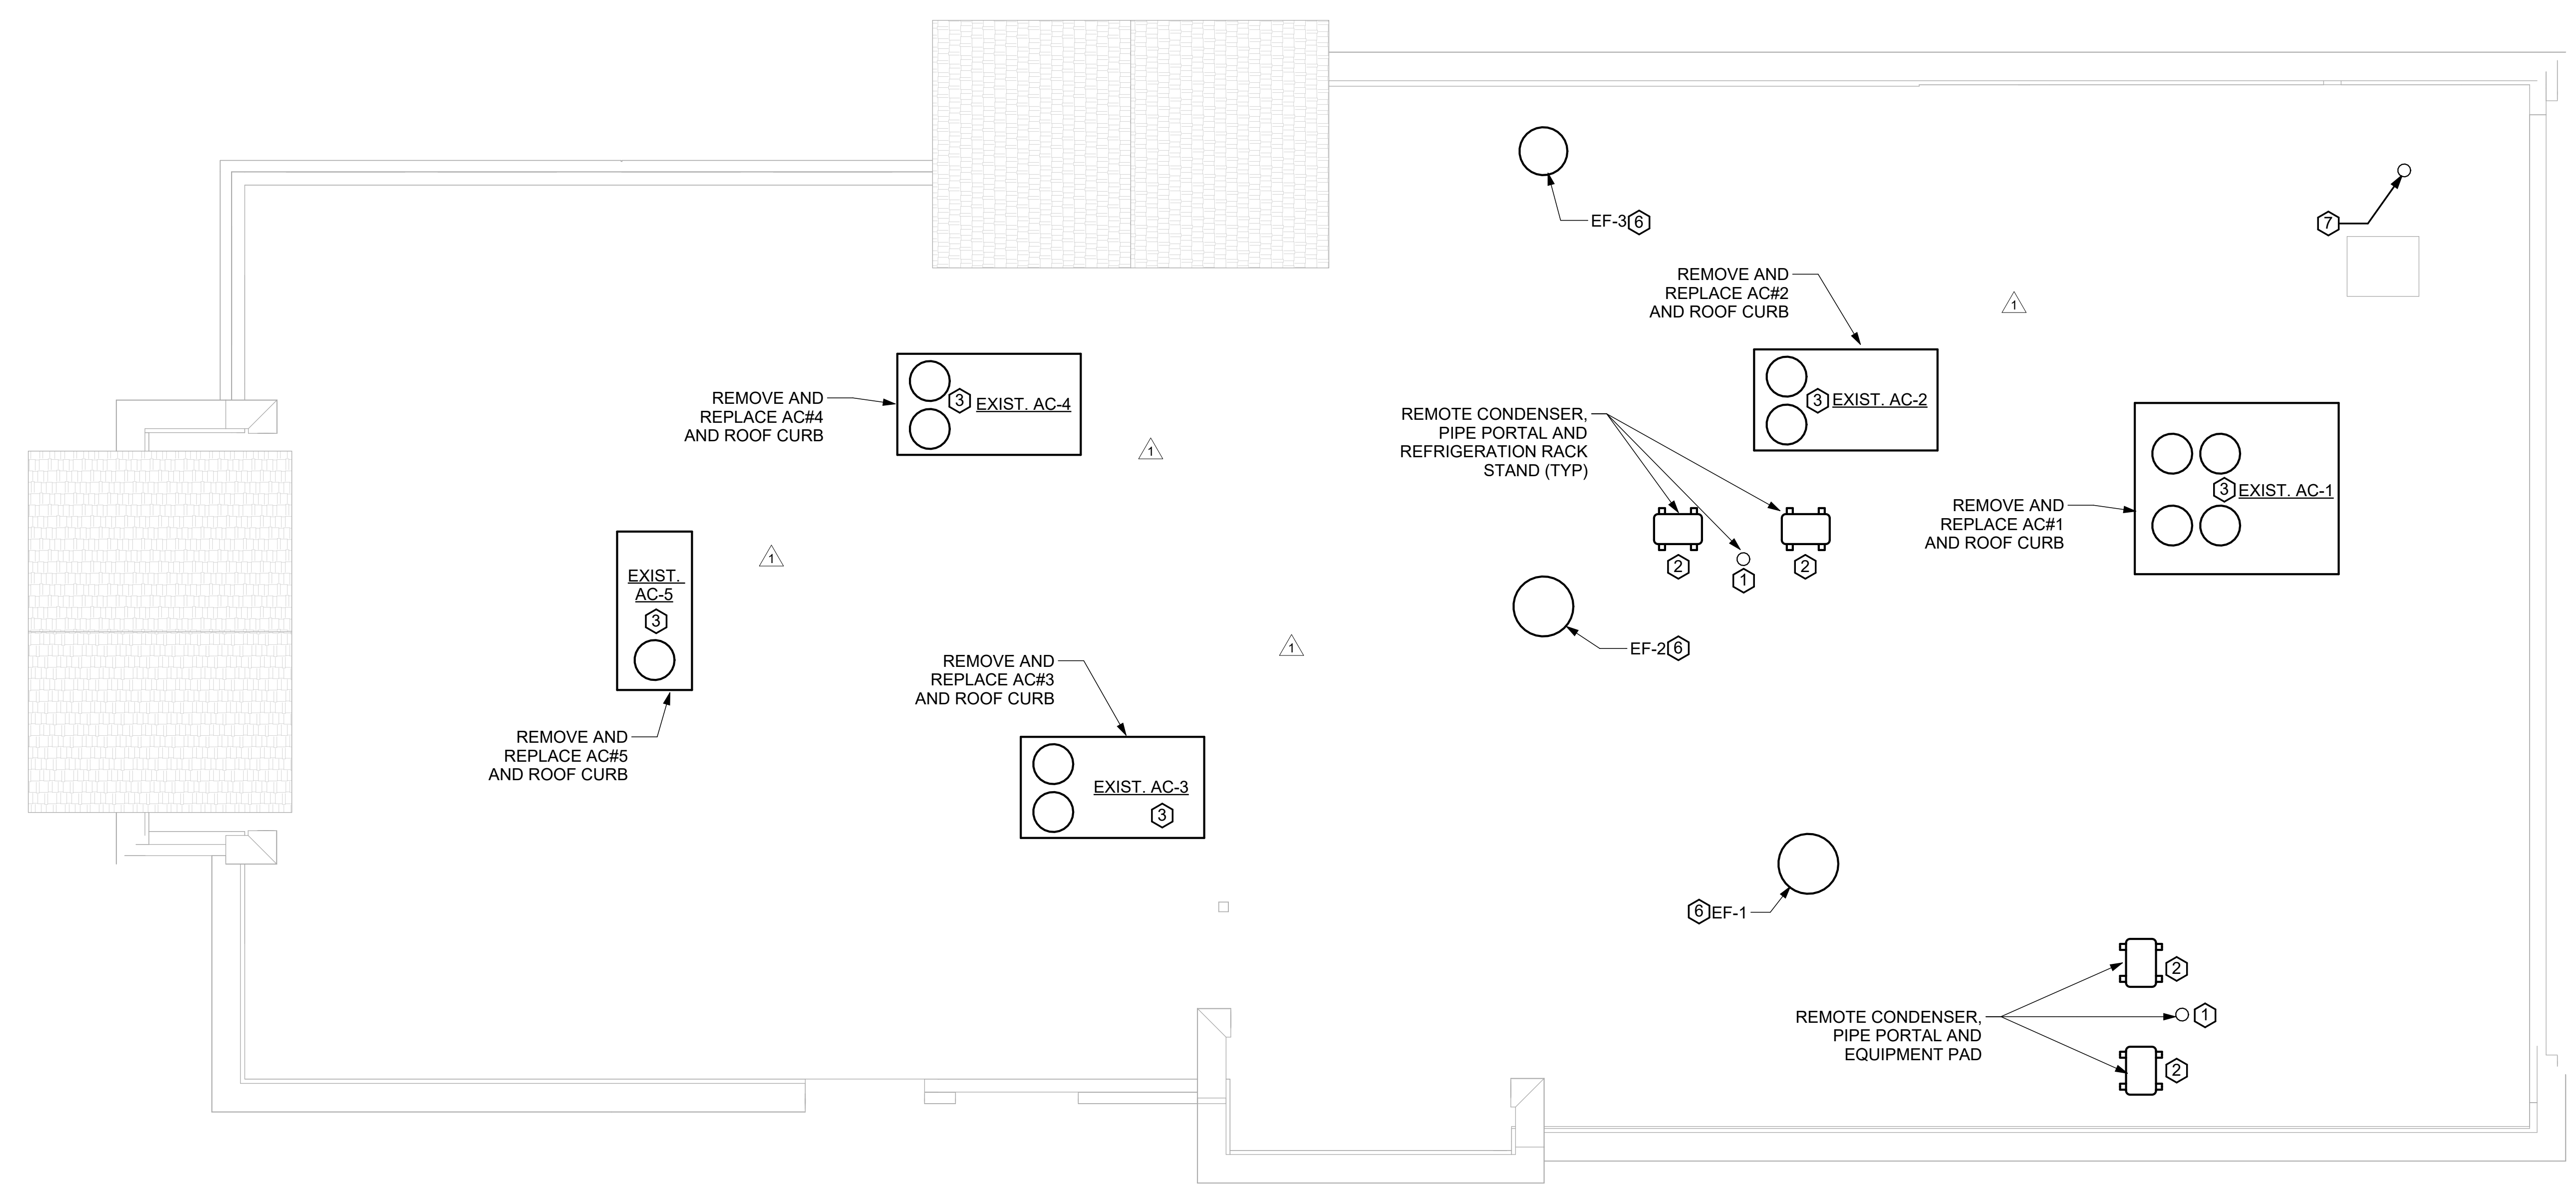 EF-3 6
7
REMOVE AND
REPLACE AC#2
AND ROOF CURB
1
3 EXIST. AC-2
REMOVE AND
REPLACE AC#4
AND ROOF CURB
3 EXIST. AC-4
1
REMOTE CONDENSER,
PIPE PORTAL AND
REFRIGERATION RACK
STAND (TYP)
2
1
2
REMOVE AND
REPLACE AC#1
AND ROOF CURB
3 EXIST. AC-1
EXIST.
AC-5
3
1
REMOVE AND
REPLACE AC#5
AND ROOF CURB
REMOVE AND
REPLACE AC#3
AND ROOF CURB
1
EXIST. AC-3
3
EF-2 6
6 EF-1
REMOTE CONDENSER,
PIPE PORTAL AND
EQUIPMENT PAD
2
1
2